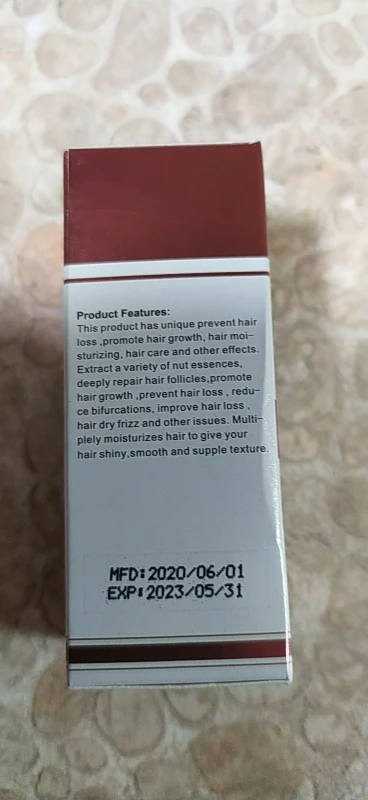 Product Features:
This product has unique prevent hair
loss ,promote hair growth, hair moi-
sturizing, hair care and other effects.
Extract a variety of nut essences,
deeply repair hair follicles,promote
hair growth ,prevent hair loss , redu-
ce bifurcations, improve hair loss ,
hair dry frizz and other issues. Multi-
plely moisturizes hair to give your
hair shiny,smooth and supple texture.
MFD:2020/06/01
EXP:2023/05/31